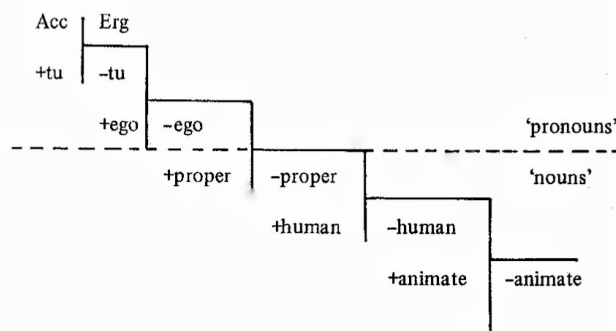 Acc Erg
+tu –tu
+ego –ego 'pronouns'
+proper –proper 'nouns'
+human –human
+animate –animate